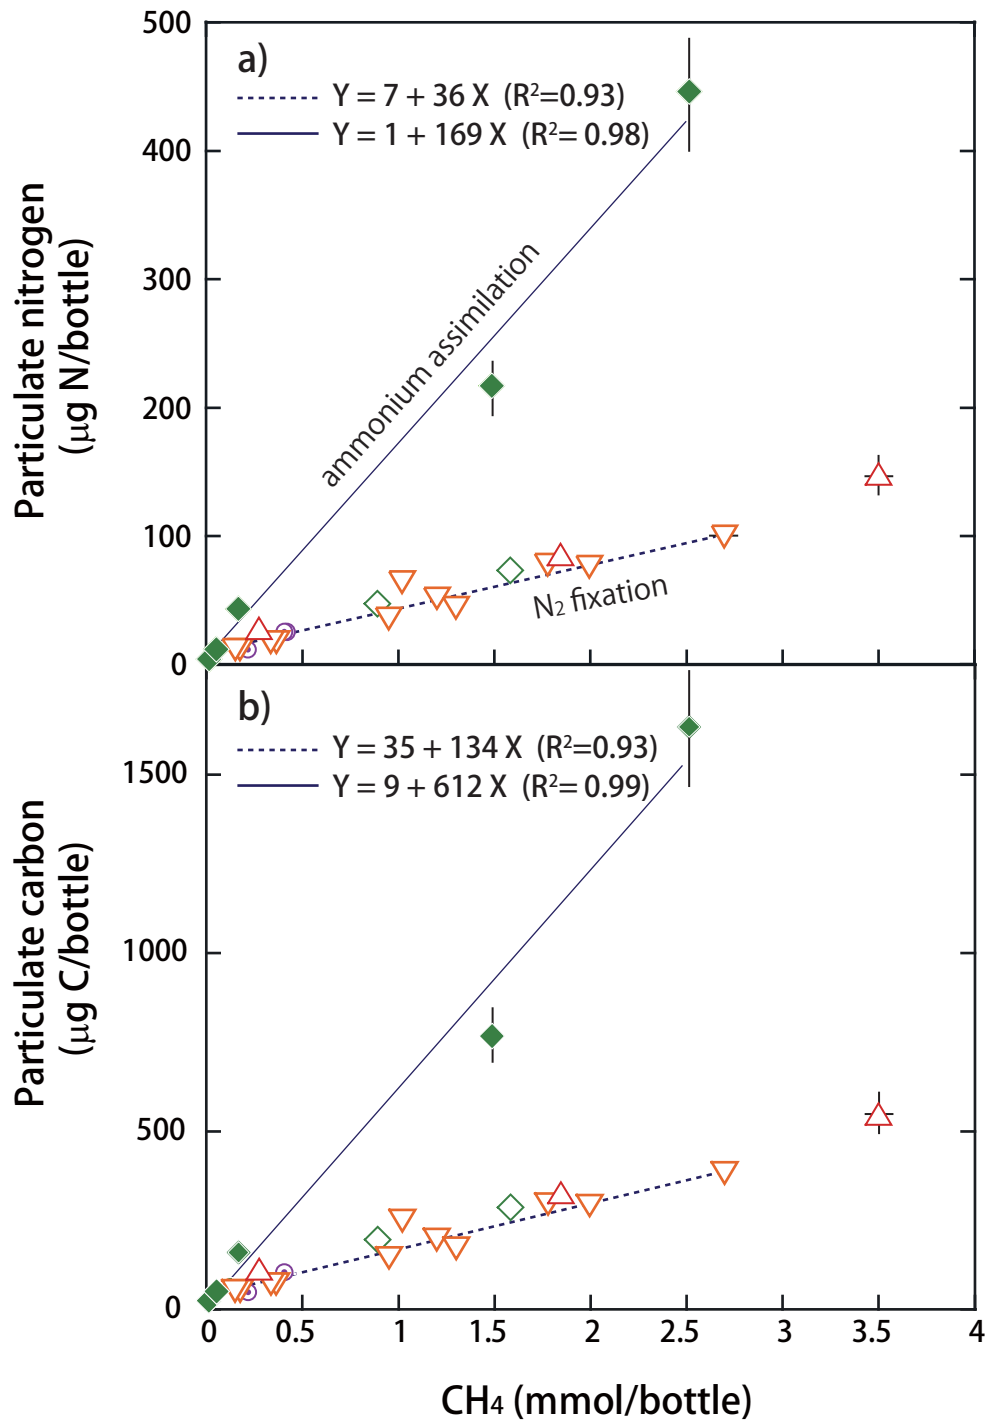 500
a)
Y = 7 + 36 X (R²=0.93)
Y = 1 + 169 X (R²= 0.98)
400
300
200
100
0
Particulate nitrogen
(μg N/bottle)
ammonium assimilation
N₂ fixation
b)
Y = 35 + 134 X (R²=0.93)
Y = 9 + 612 X (R²= 0.99)
1500
1000
500
0
Particulate carbon
(μg C/bottle)
0 0.5 1 1.5 2 2.5 3 3.5 4
CH₄ (mmol/bottle)